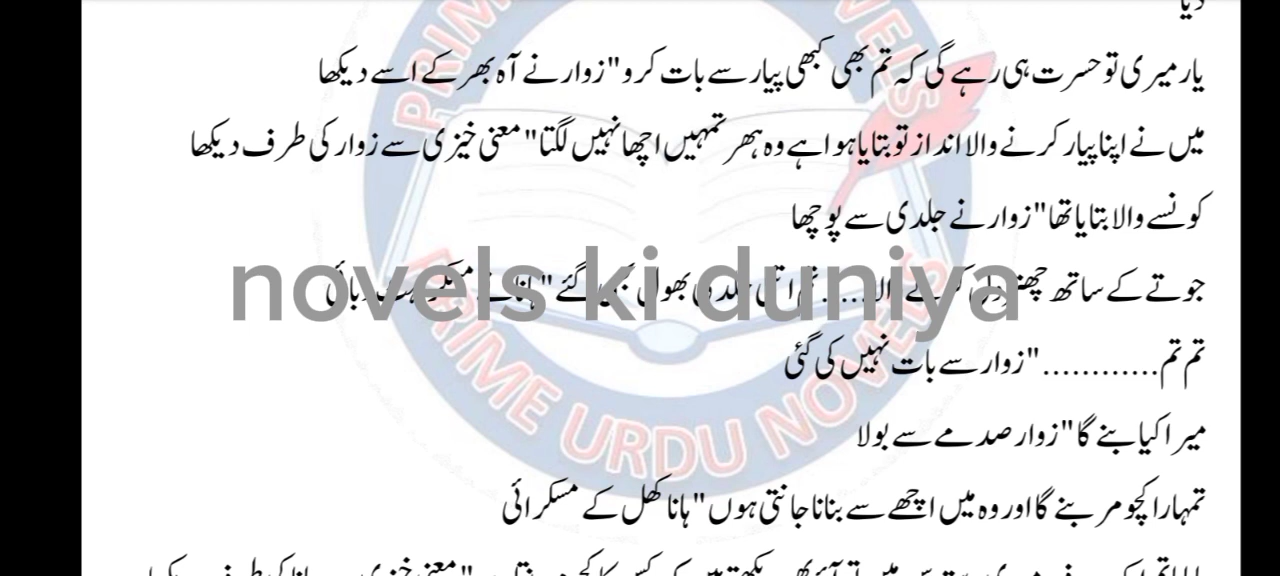 دیا
یار میری تو حسرت ہی رہے گی کہ تم بھی کبھی پیار سے بات کرو" زوار نے آہ بھر کے اسے دیکھا
میں نے اپنا پیار کرنے والا انداز تو بتایا ہوا ہے وہ پھر تمہیں اچھا نہیں لگتا" معنی خیزی سے زوار کی طرف دیکھا
کونسے والا بتایا تھا" زوار نے جلدی سے پوچھا
جوتے کے ساتھ بھول گئے"
novels ki duniya
تم تم............" زوار سے بات نہیں کی گئی
میرا کیا بنے گا" زوار صدمے سے بولا
تمہارا کچومر بنے گا اور وہ میں اچھے سے بنانا جانتی ہوں" ہانا کھل کے مسکرائی
PRIME URDU NOVELS